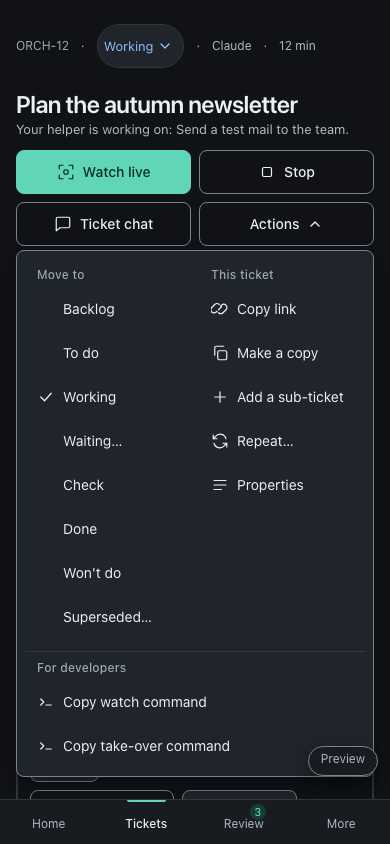 ORCH-12 · Working · Claude · 12 min
Plan the autumn newsletter
Your helper is working on: Send a test mail to the team.
Watch live
Stop
Ticket chat
Actions
Move to
Backlog
To do
Working
Waiting...
Check
Done
Won't do
Superseded...
This ticket
Copy link
Make a copy
Add a sub-ticket
Repeat...
Properties
For developers
Copy watch command
Copy take-over command
Preview
Home
Tickets
Review
3
More